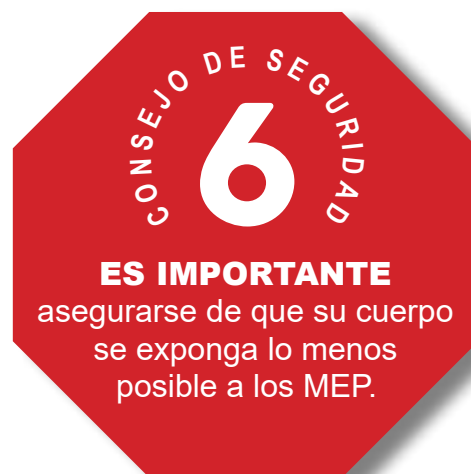 CONSEJO DE SEGURIDAD
6
ES IMPORTANTE
asegurarse de que su cuerpo
se exponga lo menos
posible a los MEP.